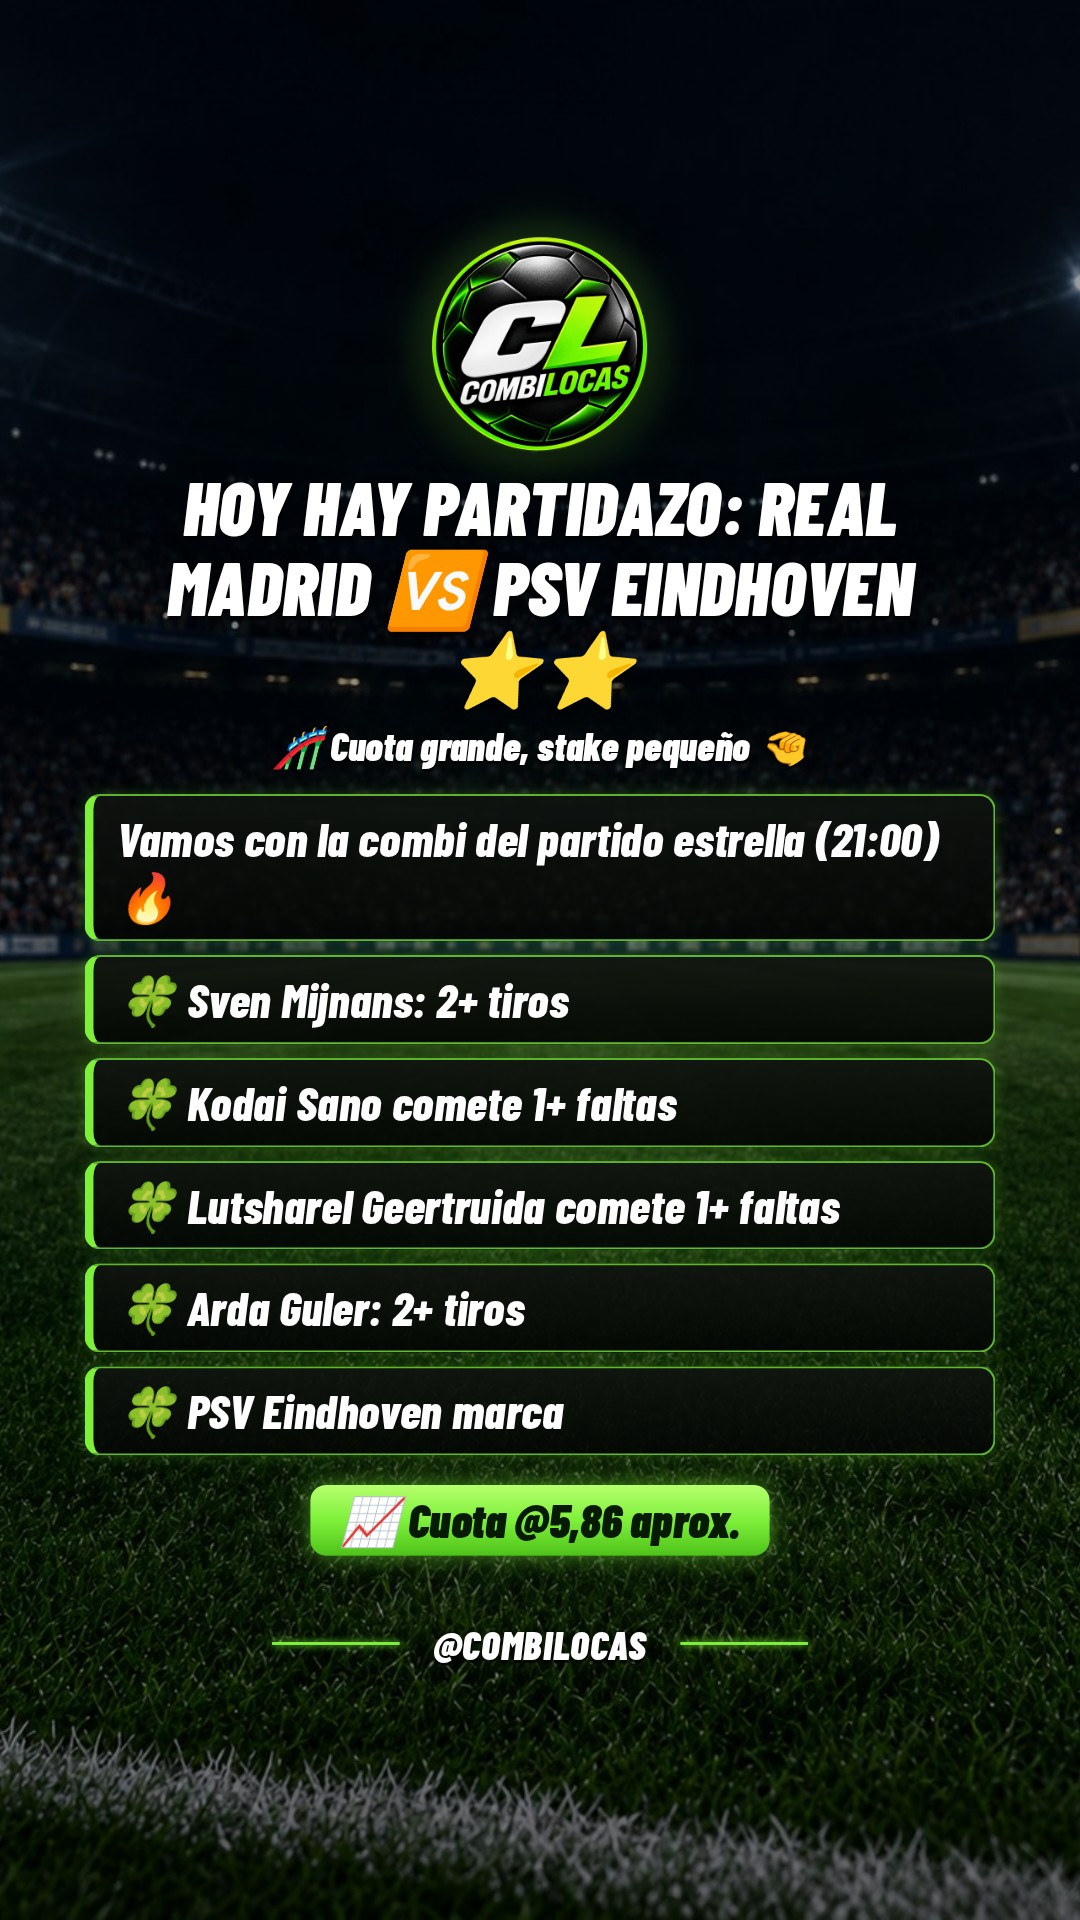 CL
COMBILOCAS
HOY HAY PARTIDAZO: REAL
MADRID 🆚 PSV EINDHOVEN
⭐⭐
🎢 Cuota grande, stake pequeño 🤏
Vamos con la combi del partido estrella (21:00)
🔥
🍀 Sven Mijnans: 2+ tiros
🍀 Kodai Sano comete 1+ faltas
🍀 Lutsharel Geertruida comete 1+ faltas
🍀 Arda Guler: 2+ tiros
🍀 PSV Eindhoven marca
📈 Cuota @5,86 aprox.
@COMBILOCAS